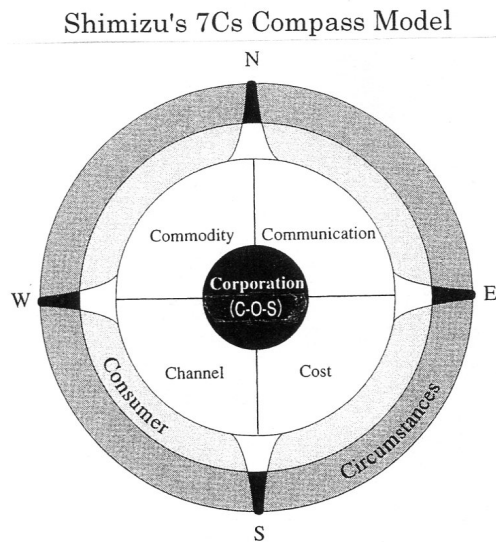 Shimizu's 7Cs Compass Model
N
Commodity
Communication
Corporation
(C-O-S)
W
E
Channel
Cost
Consumer
Circumstances
S